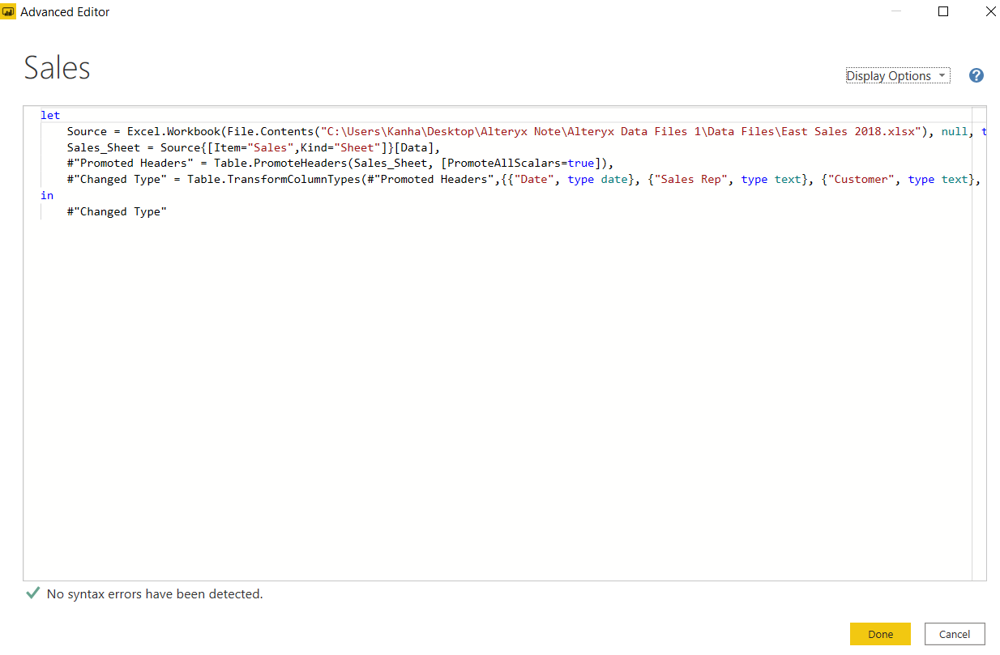 Advanced Editor
Sales
Display Options
?
let
Source = Excel.Workbook(File.Contents("C:\Users\Kanha\Desktop\Alteryx Note\Alteryx Data Files 1\Data Files\East Sales 2018.xlsx"), null, t
Sales_Sheet = Source{[Item="Sales",Kind="Sheet"]}[Data],
#"Promoted Headers" = Table.PromoteHeaders(Sales_Sheet, [PromoteAllScalars=true]),
#"Changed Type" = Table.TransformColumnTypes(#"Promoted Headers",{{"Date", type date}, {"Sales Rep", type text}, {"Customer", type text},
in
#"Changed Type"
No syntax errors have been detected.
Done
Cancel